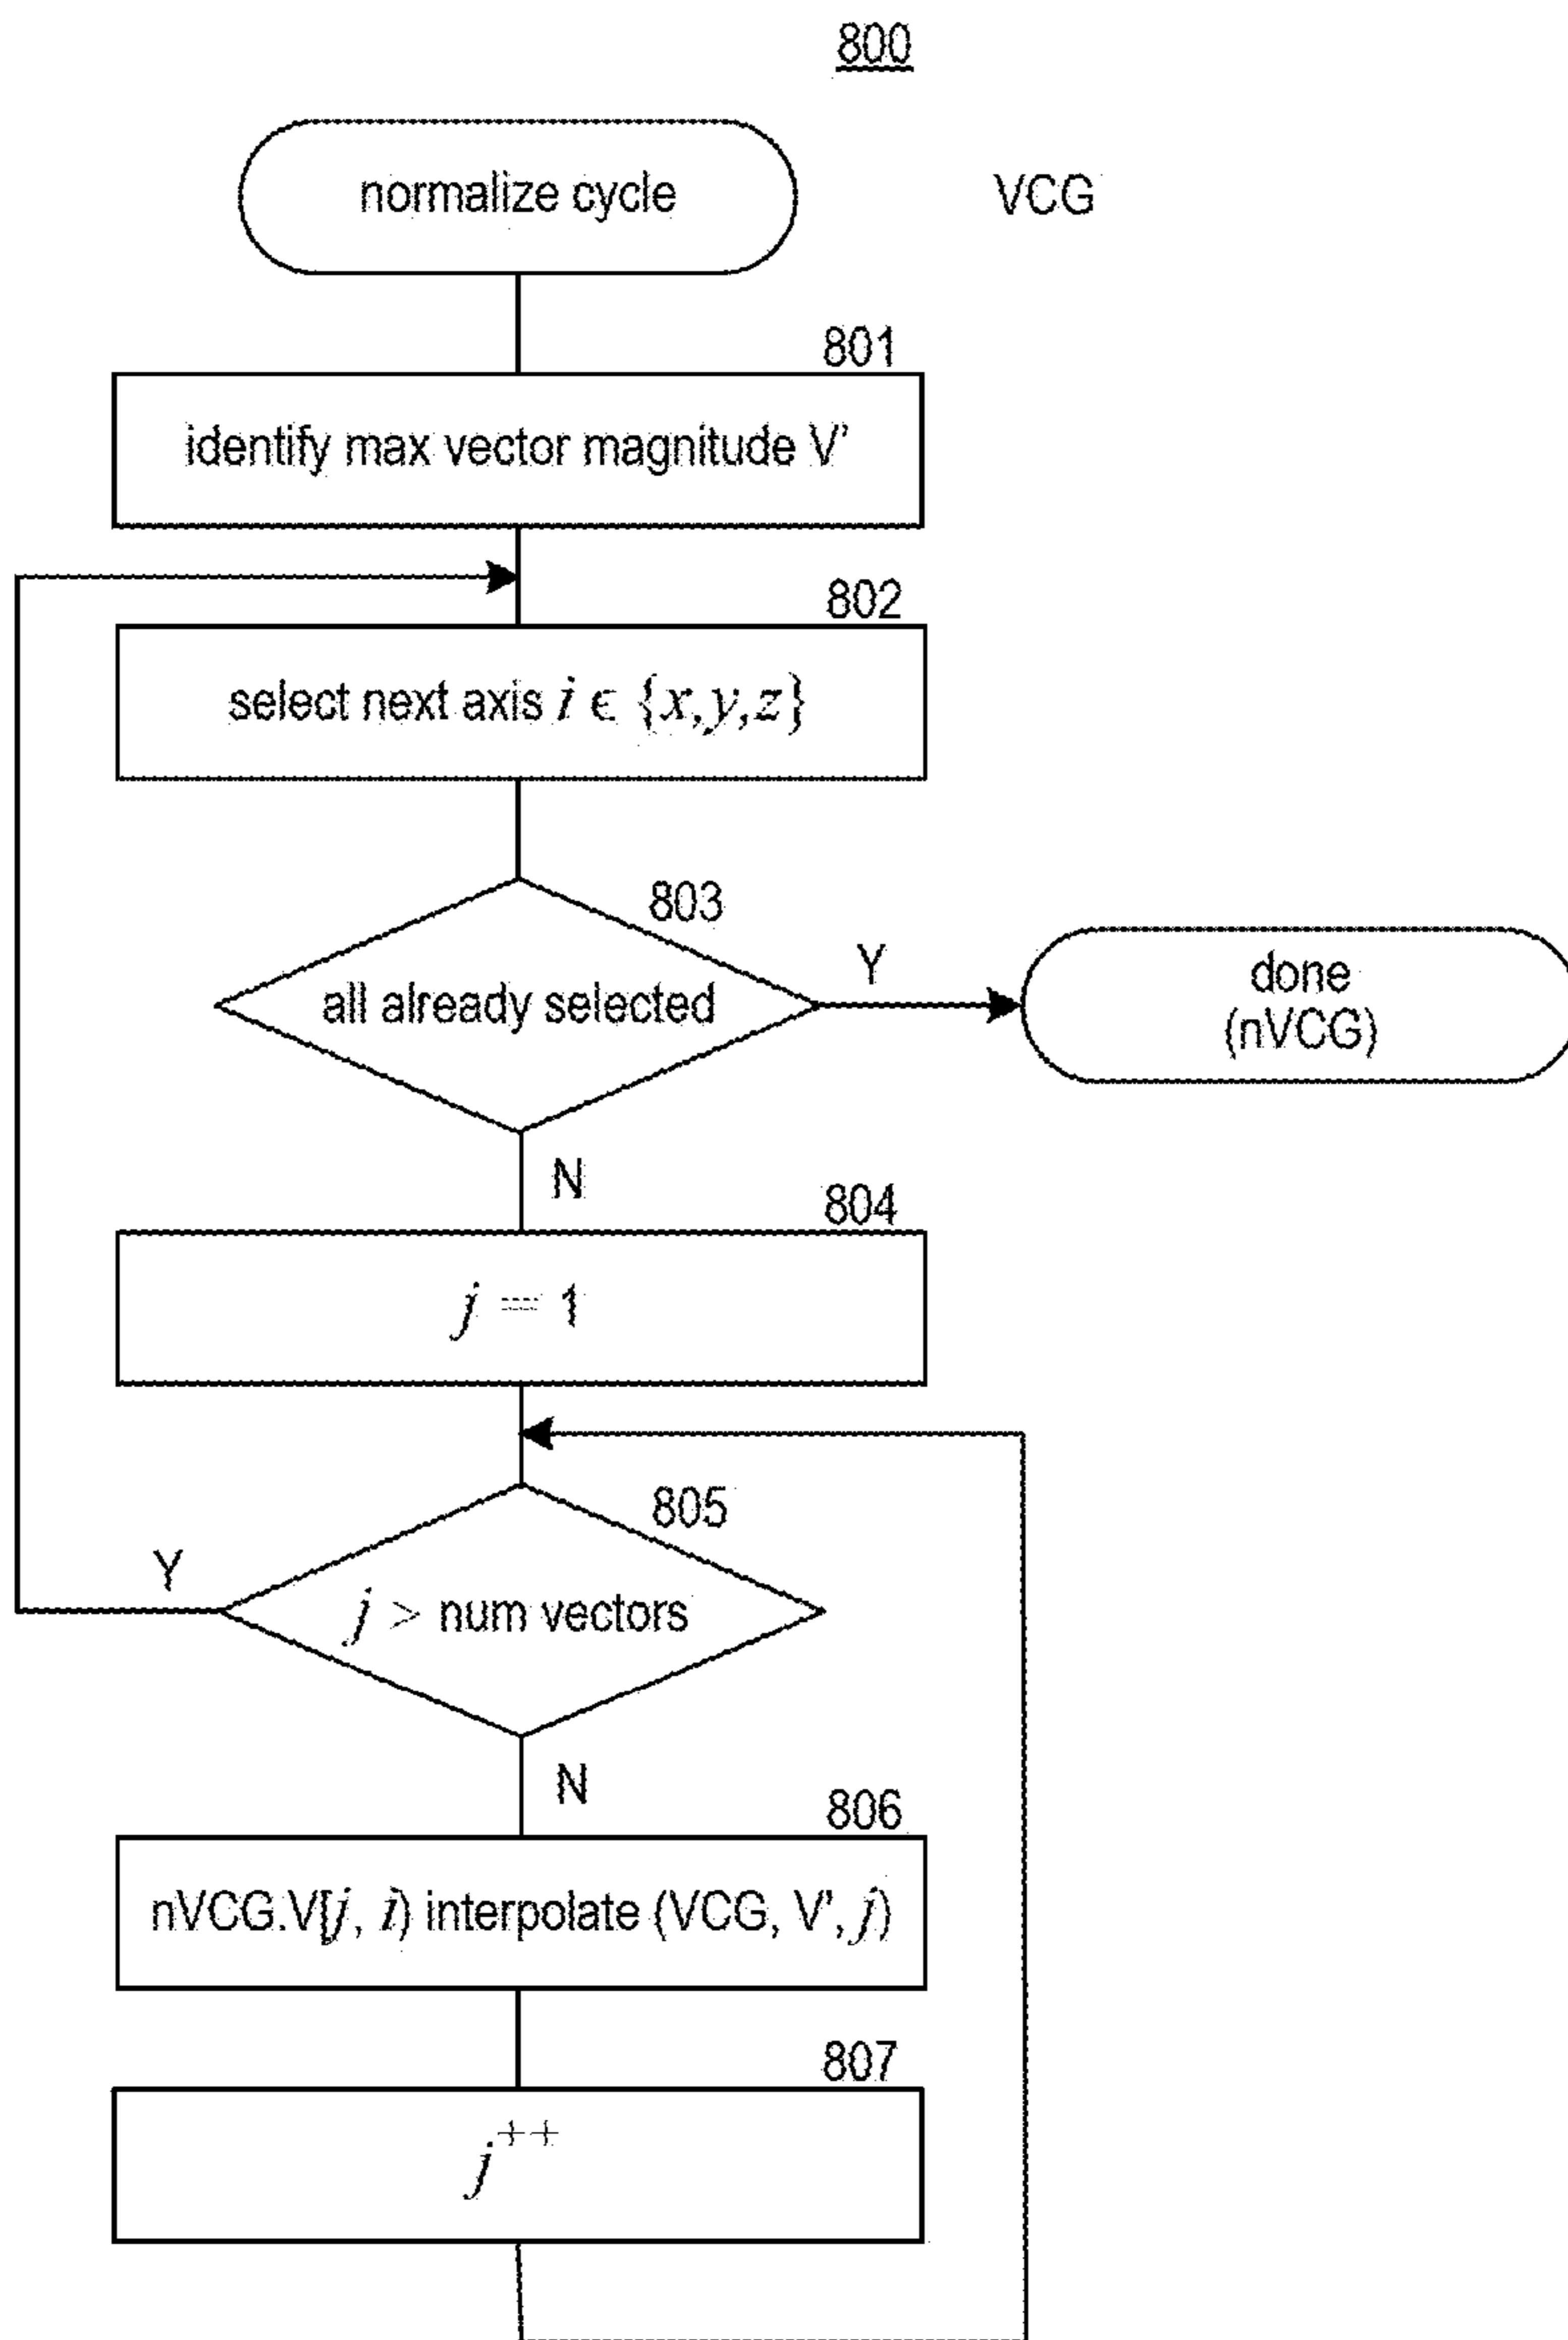 800
normalize cycle
VCG
801
identify max vector magnitude V'
802
select next axis i ϵ {x,y,z}
803
all already selected
Y
done
(nVCG)
N
804
j = 1
805
Y
j > num vectors
N
806
nVCG.V[j, i) interpolate (VCG, V', j)
807
j++